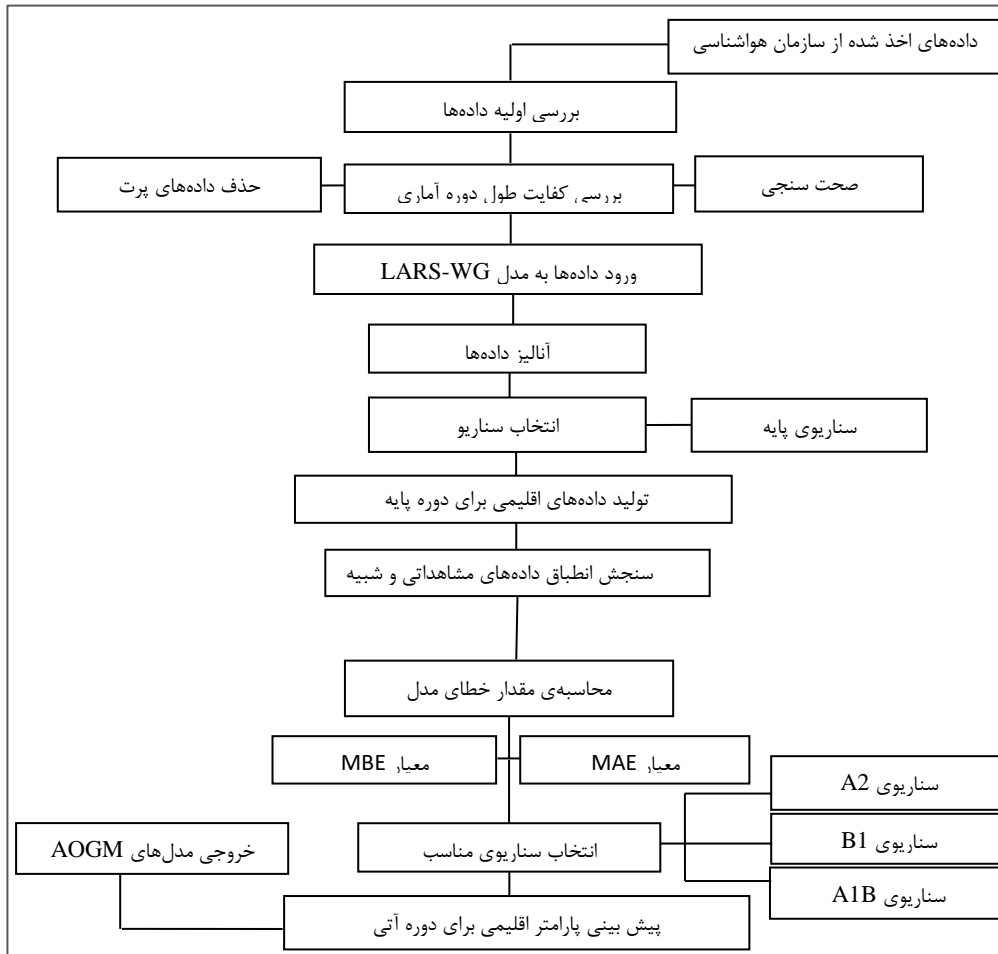 داده‌های اخذ شده از سازمان هواشناسی
بررسی اولیه داده‌ها
صحت سنجی
بررسی کفایت طول دوره آماری
حذف داده‌های پرت
ورود داده‌ها به مدل LARS-WG
آنالیز داده‌ها
انتخاب سناریو
سناریوی پایه
تولید داده‌های اقلیمی برای دوره پایه
سنجش انطباق داده‌های مشاهداتی و شبیه
محاسبه‌ی مقدار خطای مدل
معیار MAE
معیار MBE
سناریوی A2
سناریوی B1
سناریوی A1B
انتخاب سناریوی مناسب
خروجی مدل‌های AOGM
پیش بینی پارامتر اقلیمی برای دوره آتی